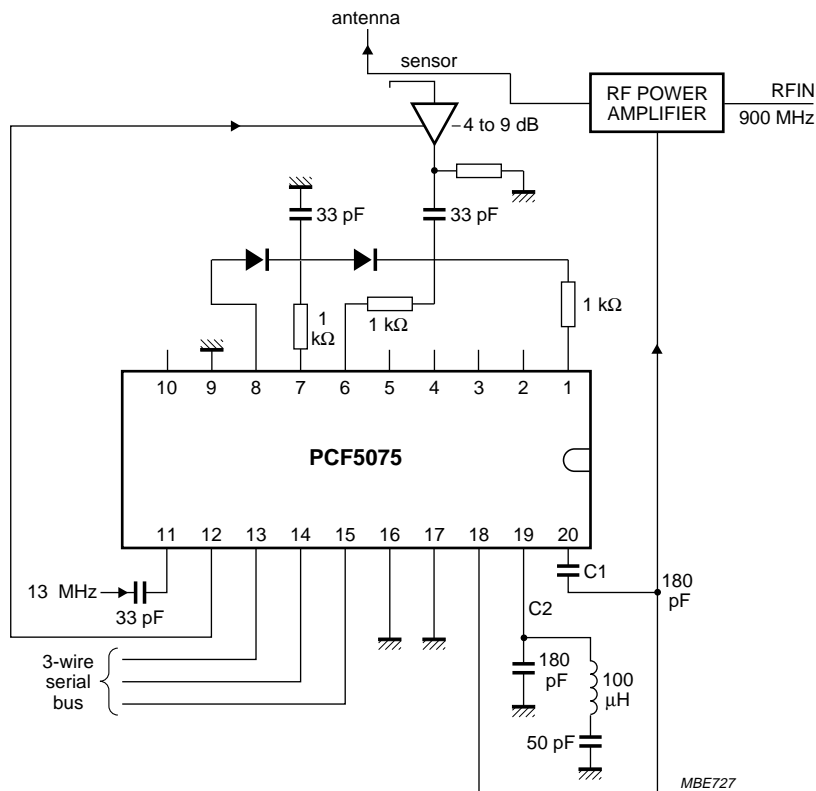 antenna
sensor
RF POWER
AMPLIFIER
RFIN
900 MHz
−4 to 9 dB
33 pF
33 pF
1
kΩ
1 kΩ
1 kΩ
10 9 8 7 6 5 4 3 2 1
PCF5075
11 12 13 14 15 16 17 18 19 20
13 MHz
33 pF
C1
180
pF
C2
3-wire
serial
bus
180
pF
100
μH
50 pF
MBE727